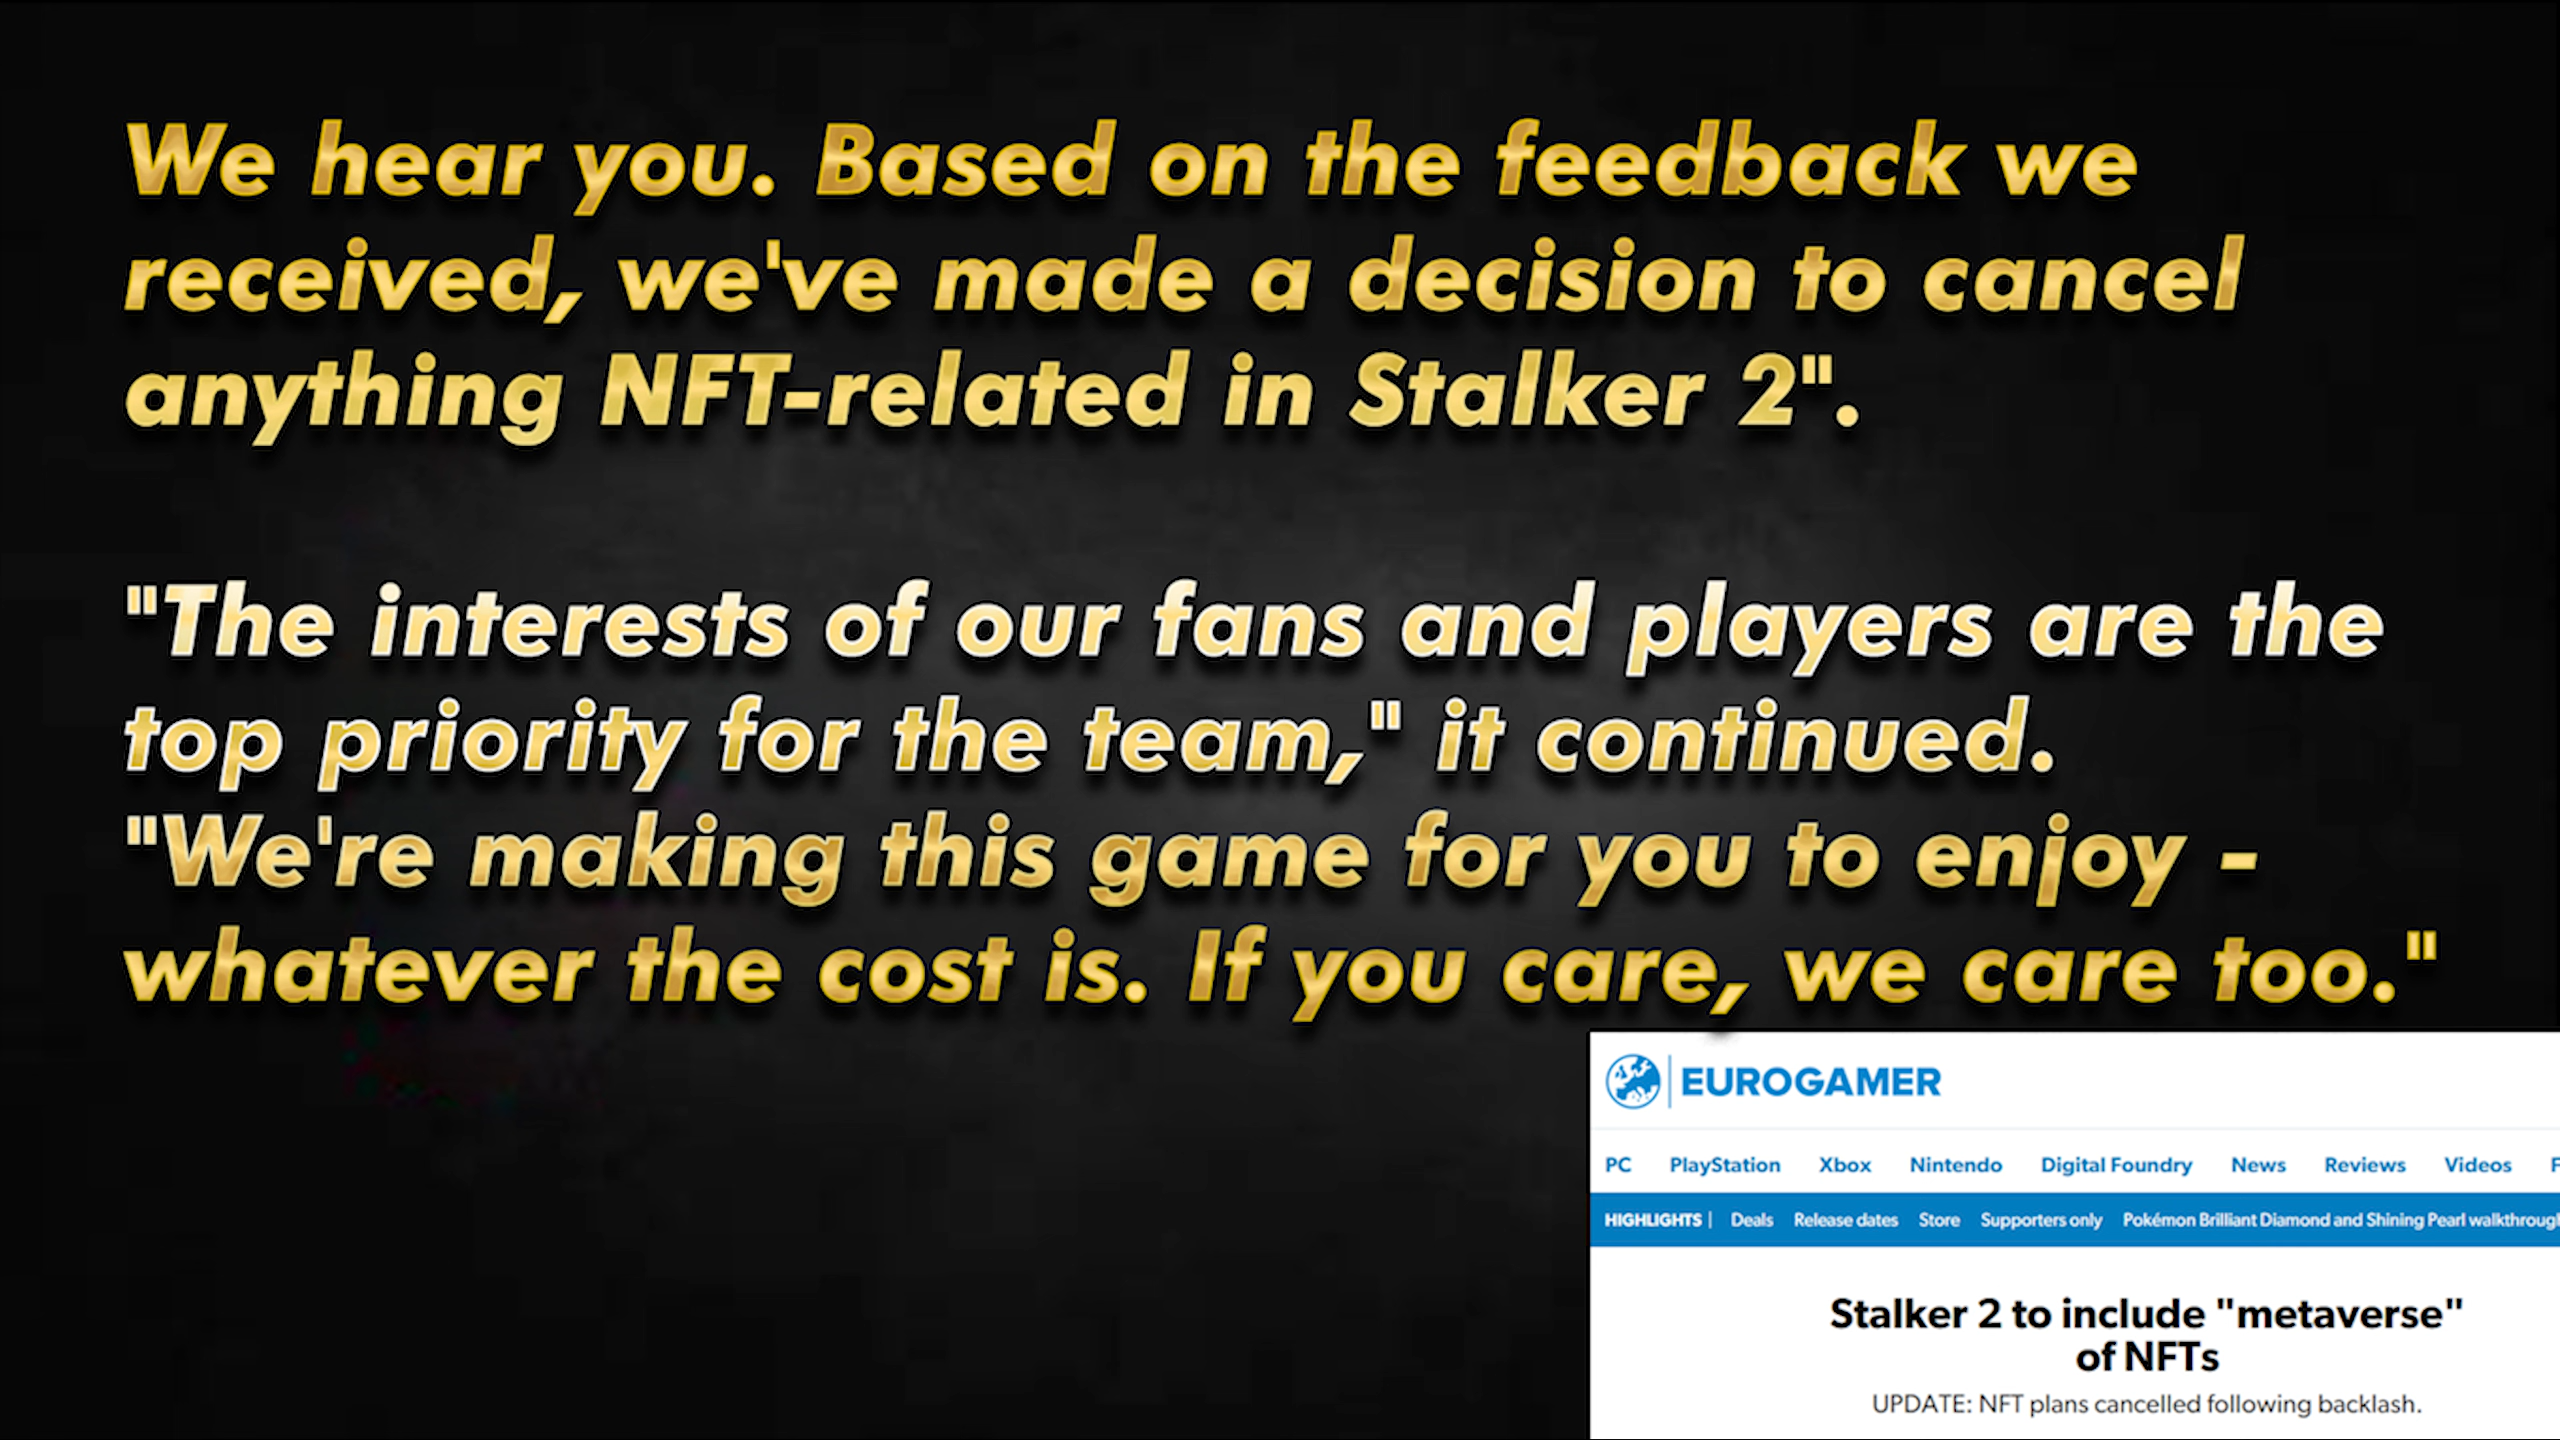 We hear you. Based on the feedback we
received, we've made a decision to cancel
anything NFT-related in Stalker 2".
"The interests of our fans and players are the
top priority for the team," it continued.
"We're making this game for you to enjoy -
whatever the cost is. If you care, we care too."
EUROGAMER
PC PlayStation Xbox Nintendo Digital Foundry News Reviews Videos
HIGHLIGHTS | Deals Release dates Store Supporters only Pokémon Brilliant Diamond and Shining Pearl
Stalker 2 to include "metaverse"
of NFTs
UPDATE: NFT plans cancelled following backlash.